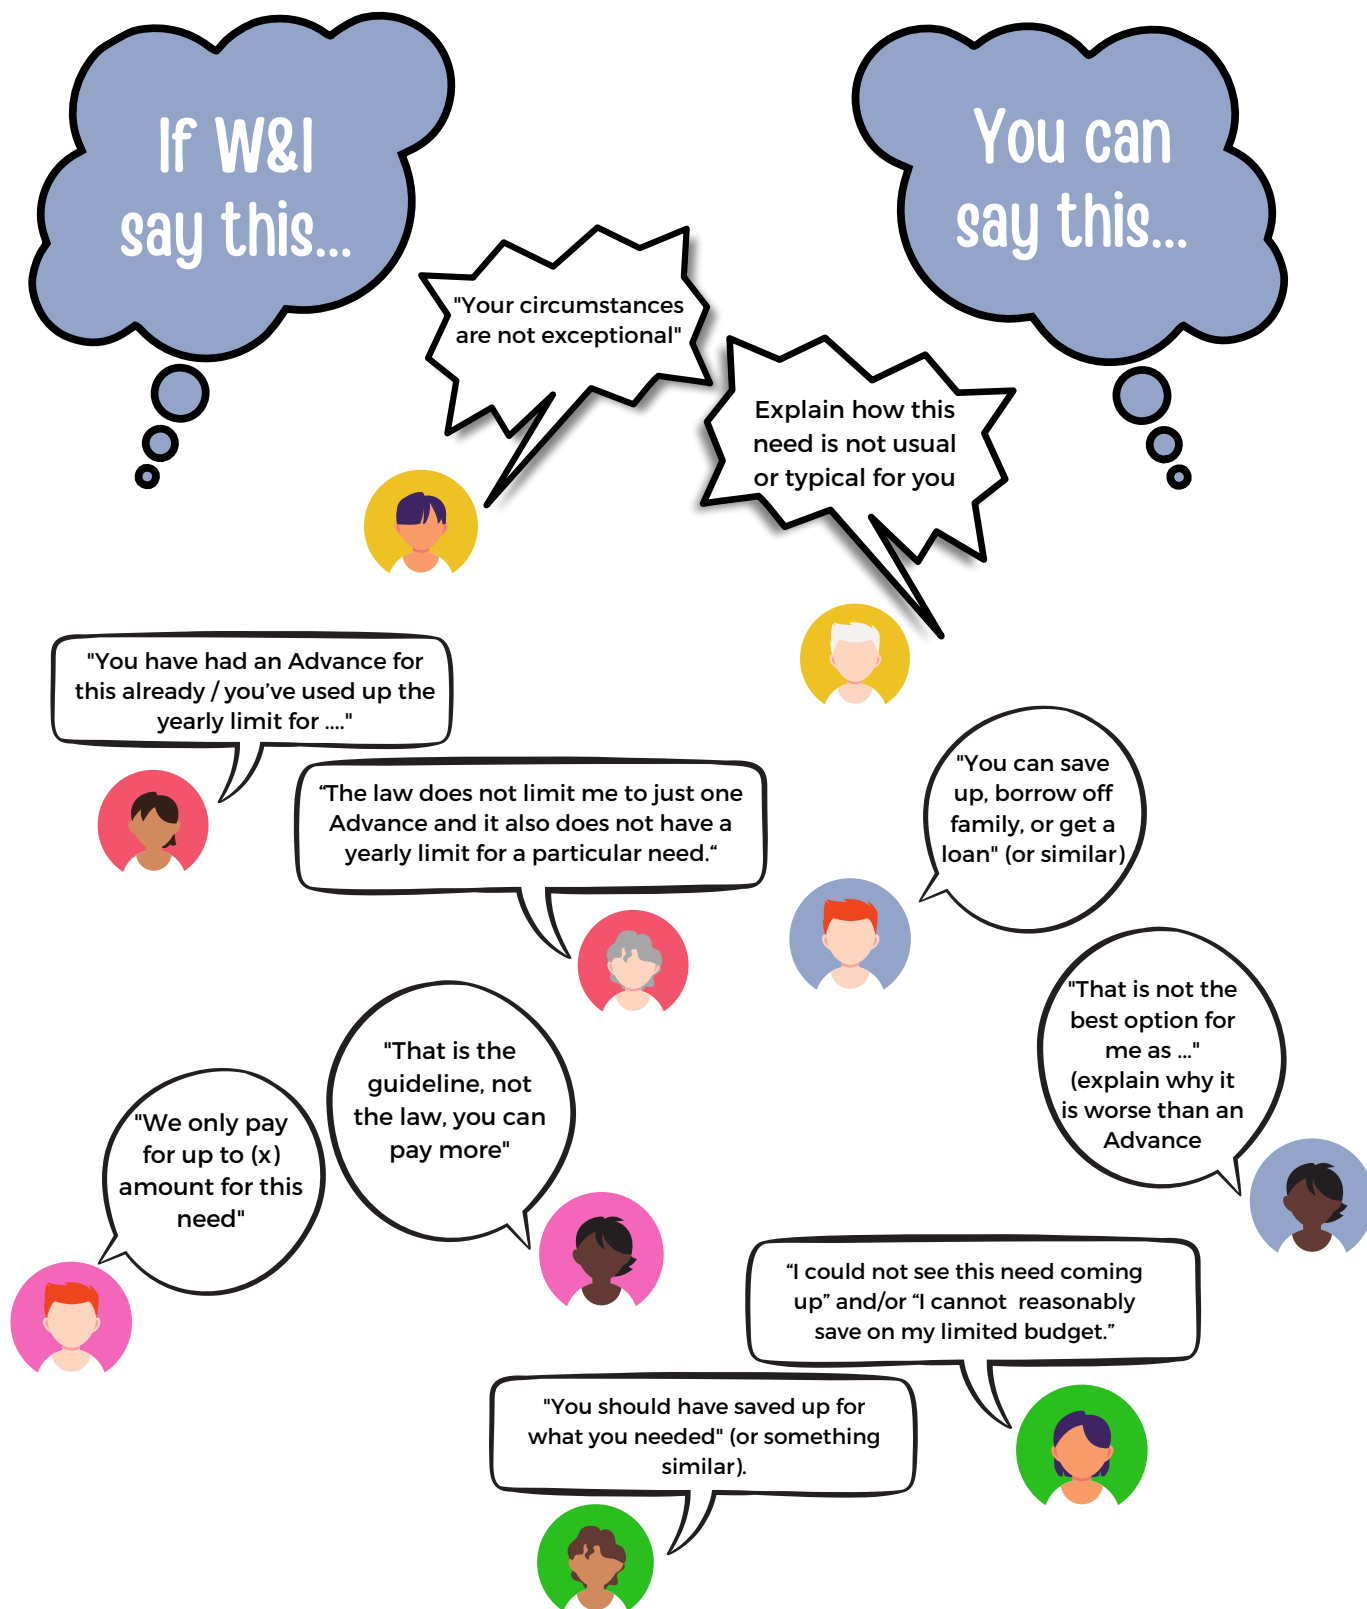 If W&I
say this...
You can
say this...
"Your circumstances
are not exceptional"
Explain how this
need is not usual
or typical for you
"You have had an Advance for
this already / you've used up the
yearly limit for ...."
“The law does not limit me to just one
Advance and it also does not have a
yearly limit for a particular need.“
"You can save
up, borrow off
family, or get a
loan" (or similar)
"That is not the
best option for
me as ..."
(explain why it
is worse than an
Advance
"We only pay
for up to (x)
amount for this
need"
"That is the
guideline, not
the law, you can
pay more"
"You should have saved up for
what you needed" (or something
similar).
“I could not see this need coming
up” and/or “I cannot reasonably
save on my limited budget.”